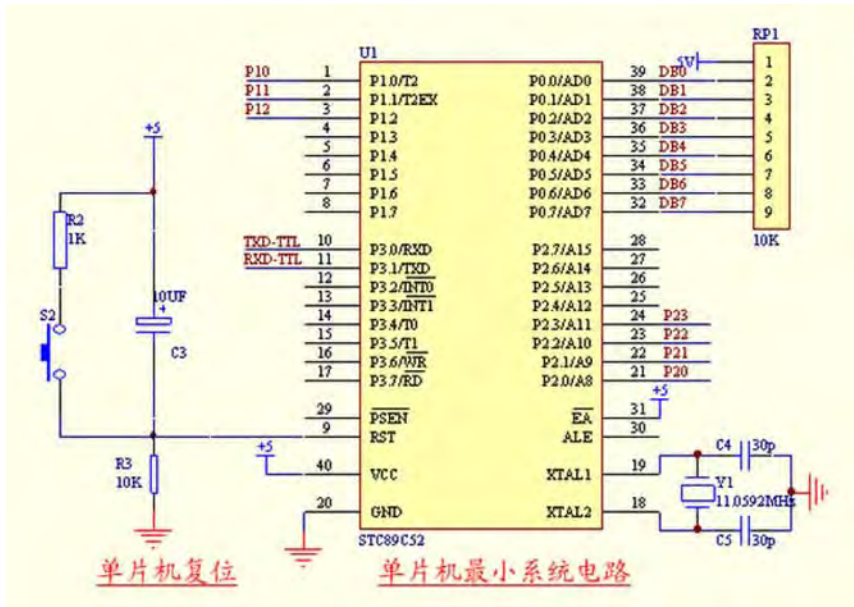 U1
RP1
P10 1 P1.0/T2 P0.0/AD0 39 DB0 5V 1
P11 2 P1.1/T2EX P0.1/AD1 38 DB1 2
P12 3 P1.2 P0.2/AD2 37 DB2 3
4 P1.3 P0.3/AD3 36 DB3 4
5 P1.4 P0.4/AD4 35 DB4 5
6 P1.5 P0.5/AD5 34 DB5 6
7 P1.6 P0.6/AD6 33 DB6 7
8 P1.7 P0.7/AD7 32 DB7 8
9
10K
+5
R2
1K
TXD-TTL 10 P3.0/RXD P2.7/A15 28
RXD-TTL 11 P3.1/TXD P2.6/A14 27
12 P3.2/INT0 P2.5/A13 26
13 P3.3/INT1 P2.4/A12 25
14 P3.4/T0 P2.3/A11 24 P23
15 P3.5/T1 P2.2/A10 23 P22
16 P3.6/WR P2.1/A9 22 P21
17 P3.7/RD P2.0/A8 21 P20
10UF
+
S2
C3
+5
29 PSEN EA 31
9 RST ALE 30
+5
R3
10K
40 VCC XTAL1 19
20 GND XTAL2 18
C4 30p
Y1
11.0592MHz
C5 30p
STC89C52
单片机复位
单片机最小系统电路